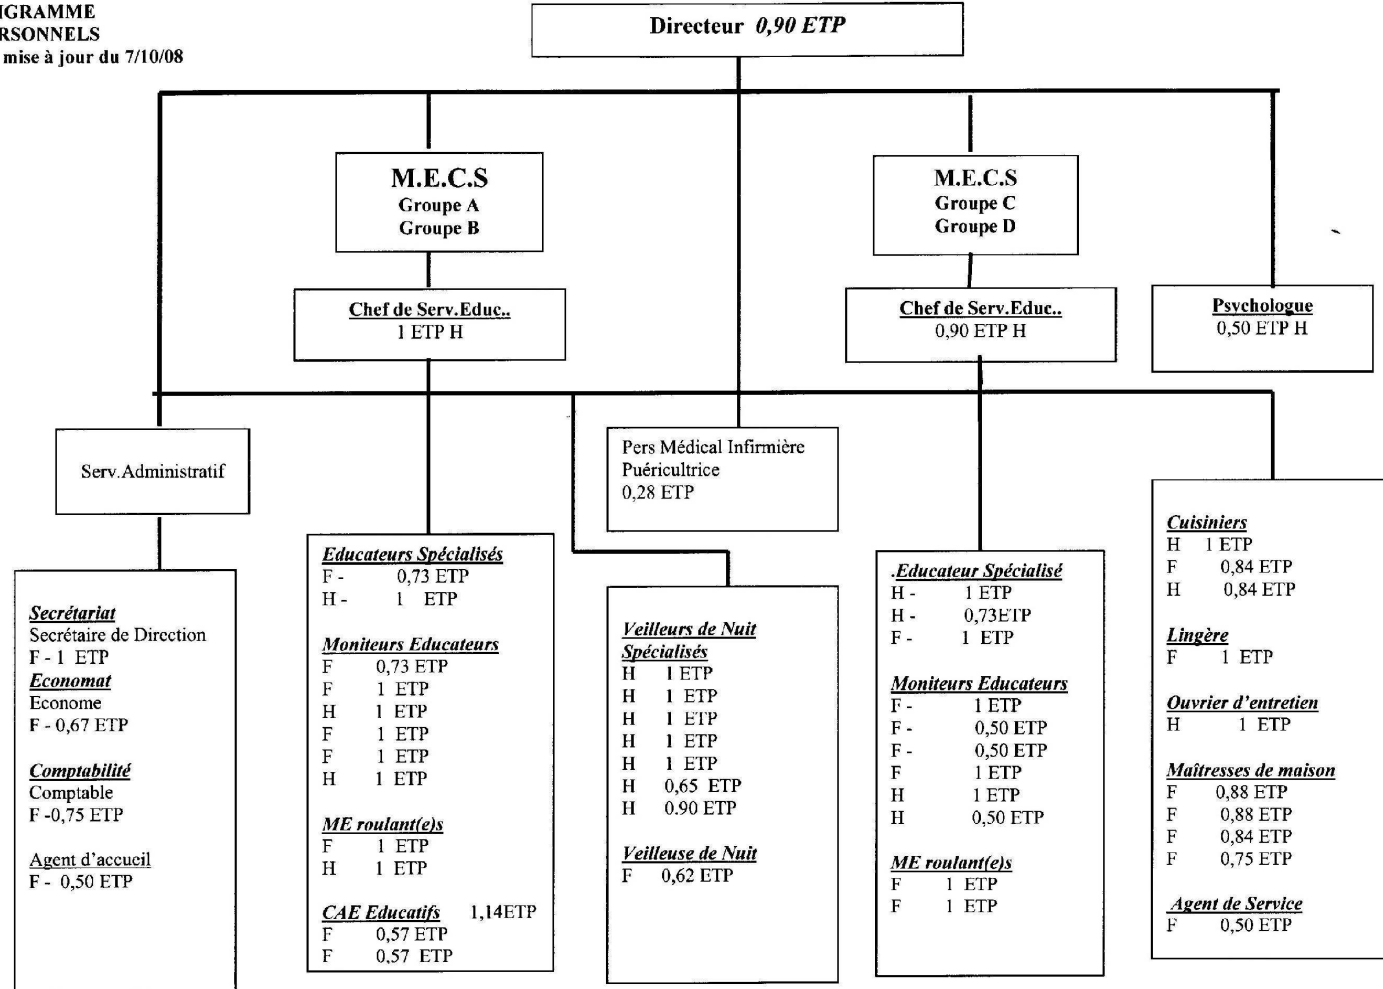 IGRAMME
RSONNELS
mise à jour du 7/10/08
Directeur 0,90 ETP
M.E.C.S
Groupe A
Groupe B
M.E.C.S
Groupe C
Groupe D
Chef de Serv.Educ..
1 ETP H
Chef de Serv.Educ..
0,90 ETP H
Psychologue
0,50 ETP H
Serv.Administratif
Pers Médical Infirmière
Puéricultrice
0,28 ETP
Secrétariat
Secrétaire de Direction
F - 1 ETP
Economat
Econome
F - 0,67 ETP
Comptabilité
Comptable
F -0,75 ETP
Agent d'accueil
F - 0,50 ETP
Educateurs Spécialisés
F - 0,73 ETP
H - 1 ETP
Moniteurs Educateurs
F 0,73 ETP
F 1 ETP
H 1 ETP
F 1 ETP
F 1 ETP
H 1 ETP
ME roulant(e)s
F 1 ETP
H 1 ETP
CAE Educatifs 1,14ETP
F 0,57 ETP
F 0,57 ETP
Veilleurs de Nuit
Spécialisés
H 1 ETP
H 1 ETP
H 1 ETP
H 1 ETP
H 1 ETP
H 0,65 ETP
H 0.90 ETP
Veilleuse de Nuit
F 0,62 ETP
.Educateur Spécialisé
H - 1 ETP
H - 0,73ETP
F - 1 ETP
Moniteurs Educateurs
F - 1 ETP
F - 0,50 ETP
F - 0,50 ETP
F 1 ETP
H 1 ETP
H 0,50 ETP
ME roulant(e)s
F 1 ETP
F 1 ETP
Cuisiniers
H 1 ETP
F 0,84 ETP
H 0,84 ETP
Lingère
F 1 ETP
Ouvrier d'entretien
H 1 ETP
Maîtresses de maison
F 0,88 ETP
F 0,88 ETP
F 0,84 ETP
F 0,75 ETP
Agent de Service
F 0,50 ETP